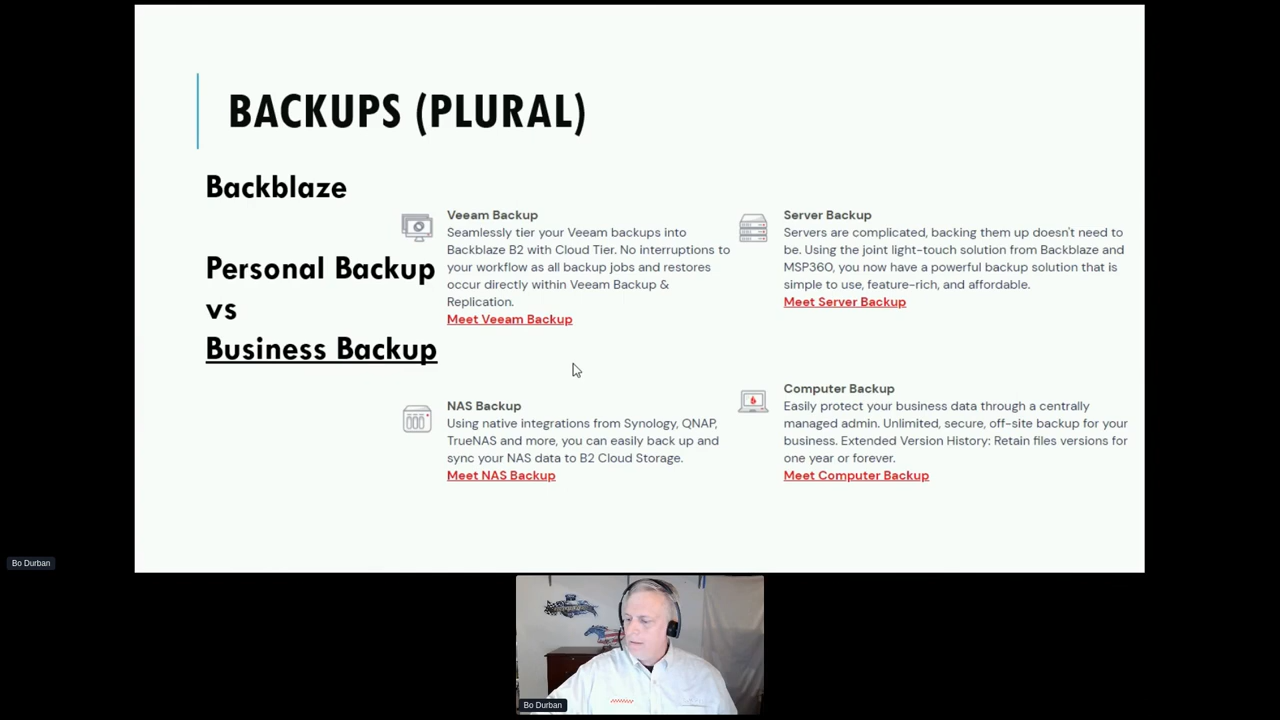 BACKUPS (PLURAL)
Backblaze
Personal Backup
vs
Business Backup
Veeam Backup
Seamlessly tier your Veeam backups into
Backblaze B2 with Cloud Tier. No interruptions to
your workflow as all backup jobs and restores
occur directly within Veeam Backup &
Replication.
Meet Veeam Backup
Server Backup
Servers are complicated, backing them up doesn't need to
be. Using the joint light-touch solution from Backblaze and
MSP360, you now have a powerful backup solution that is
simple to use, feature-rich, and affordable.
Meet Server Backup
NAS Backup
Using native integrations from Synology, QNAP,
TrueNAS and more, you can easily back up and
sync your NAS data to B2 Cloud Storage.
Meet NAS Backup
Computer Backup
Easily protect your business data through a centrally
managed admin. Unlimited, secure, off-site backup for your
business. Extended Version History: Retain files versions for
one year or forever.
Meet Computer Backup
Bo Durban
Bo Durban